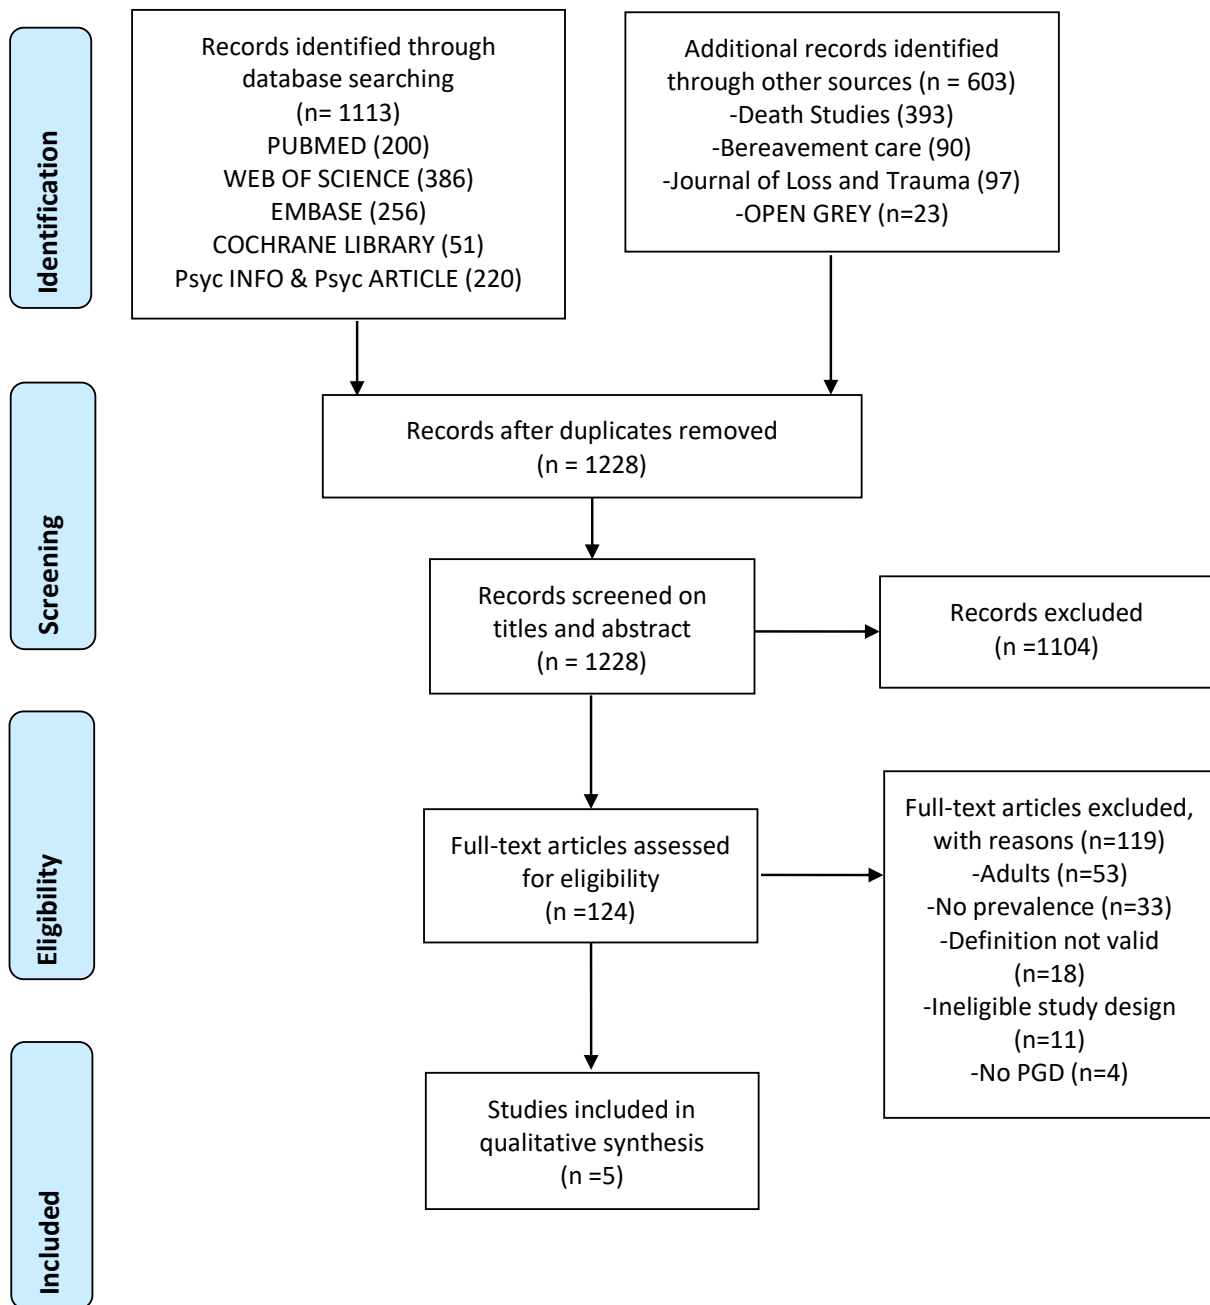 Identification
Records identified through
database searching
(n= 1113)
PUBMED (200)
WEB OF SCIENCE (386)
EMBASE (256)
COCHRANE LIBRARY (51)
Psyc INFO & Psyc ARTICLE (220)
Additional records identified
through other sources (n = 603)
-Death Studies (393)
-Bereavement care (90)
-Journal of Loss and Trauma (97)
-OPEN GREY (n=23)
Screening
Records after duplicates removed
(n = 1228)
Records screened on
titles and abstract
(n = 1228)
Records excluded
(n =1104)
Eligibility
Full-text articles assessed
for eligibility
(n =124)
Full-text articles excluded,
with reasons (n=119)
-Adults (n=53)
-No prevalence (n=33)
-Definition not valid
(n=18)
-Ineligible study design
(n=11)
-No PGD (n=4)
Included
Studies included in
qualitative synthesis
(n =5)